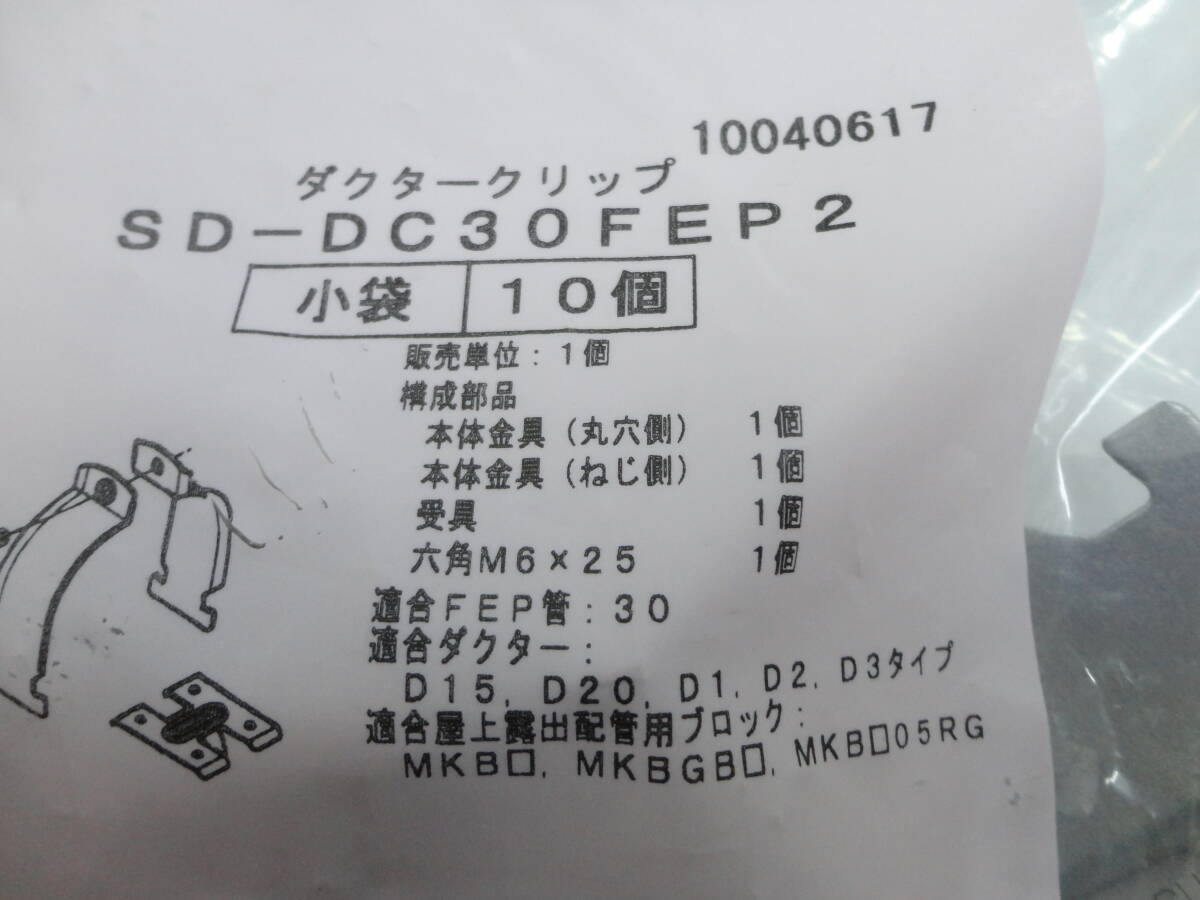 10040617
ダクタークリップ
SD-DC30FEP2
小袋 10個
販売単位:1個
構成部品
本体金具(丸穴側) 1個
本体金具(ねじ側) 1個
受具 1個
六角M6×25 1個
適合FEP管:30
適合ダクター:
D15, D20, D1, D2, D3タイプ
適合屋上露出配管用ブロック:
MKB□, MKBGB□, MKB□05RG